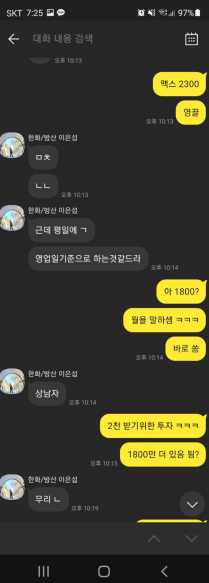 SKT 7:25 97%
대화 내용 검색
오후 10:13
맥스 2300
영끌
오후 10:13
한화/방산 이은섭
ㅁㅊ
ㄴㄴ
오후 10:13
한화/방산 이은섭
근데 평일에 ㄱ
영업일기준으로 하는것같드라
오후 10:14
아 1800?
월욜 말하셈 ㅋㅋㅋ
바로 쏨
오후 10:14
한화/방산 이은섭
상남자
오후 10:14
2천 받기위한 투자 ㅋㅋㅋ
1800만 더 있음 됨?
오후 10:15
한화/방산 이은섭
무리 ㄴ
오후 10:19